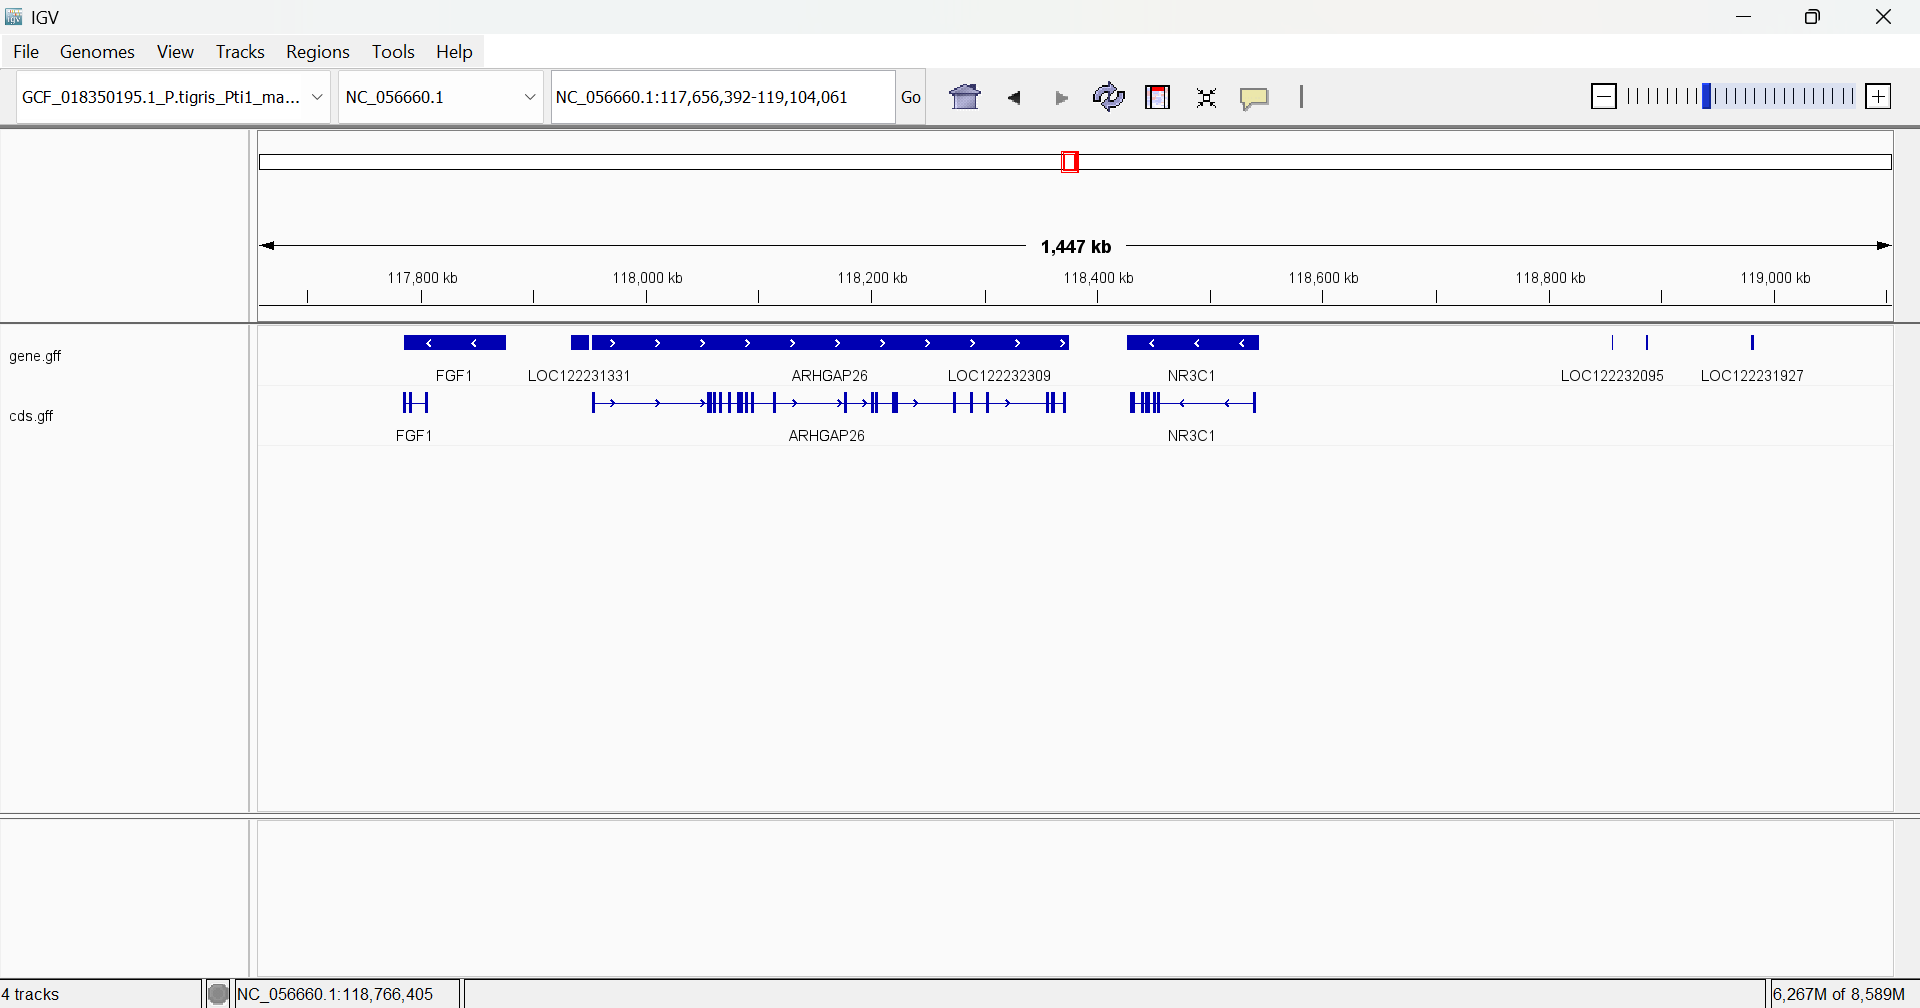 IGV
File Genomes View Tracks Regions Tools Help
GCF_018350195.1_P.tigris_Pti1_ma... NC_056660.1 NC_056660.1:117,656,392-119,104,061 Go
1,447 kb
117,800 kb 118,000 kb 118,200 kb 118,400 kb 118,600 kb 118,800 kb 119,000 kb
gene.gff
FGF1 LOC122231331 ARHGAP26 LOC122232309 NR3C1 LOC122232095 LOC122231927
cds.gff
FGF1 ARHGAP26 NR3C1
4 tracks NC_056660.1:118,766,405 6,267M of 8,589M